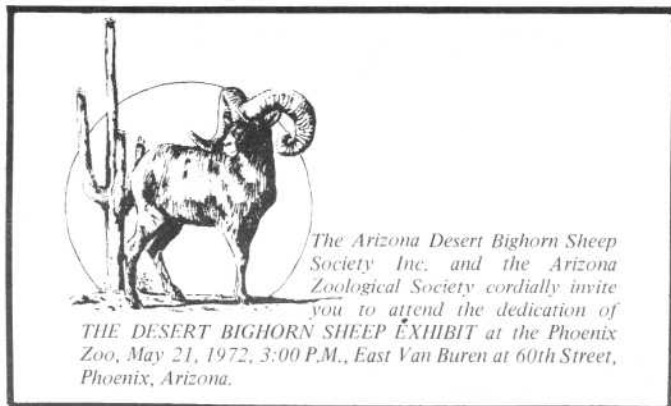 The Arizona Desert Bighorn Sheep
Society Inc. and the Arizona
Zoological Society cordially invite
you to attend the dedication of
THE DESERT BIGHORN SHEEP EXHIBIT at the Phoenix
Zoo, May 21, 1972, 3:00 P.M., East Van Buren at 60th Street,
Phoenix, Arizona.